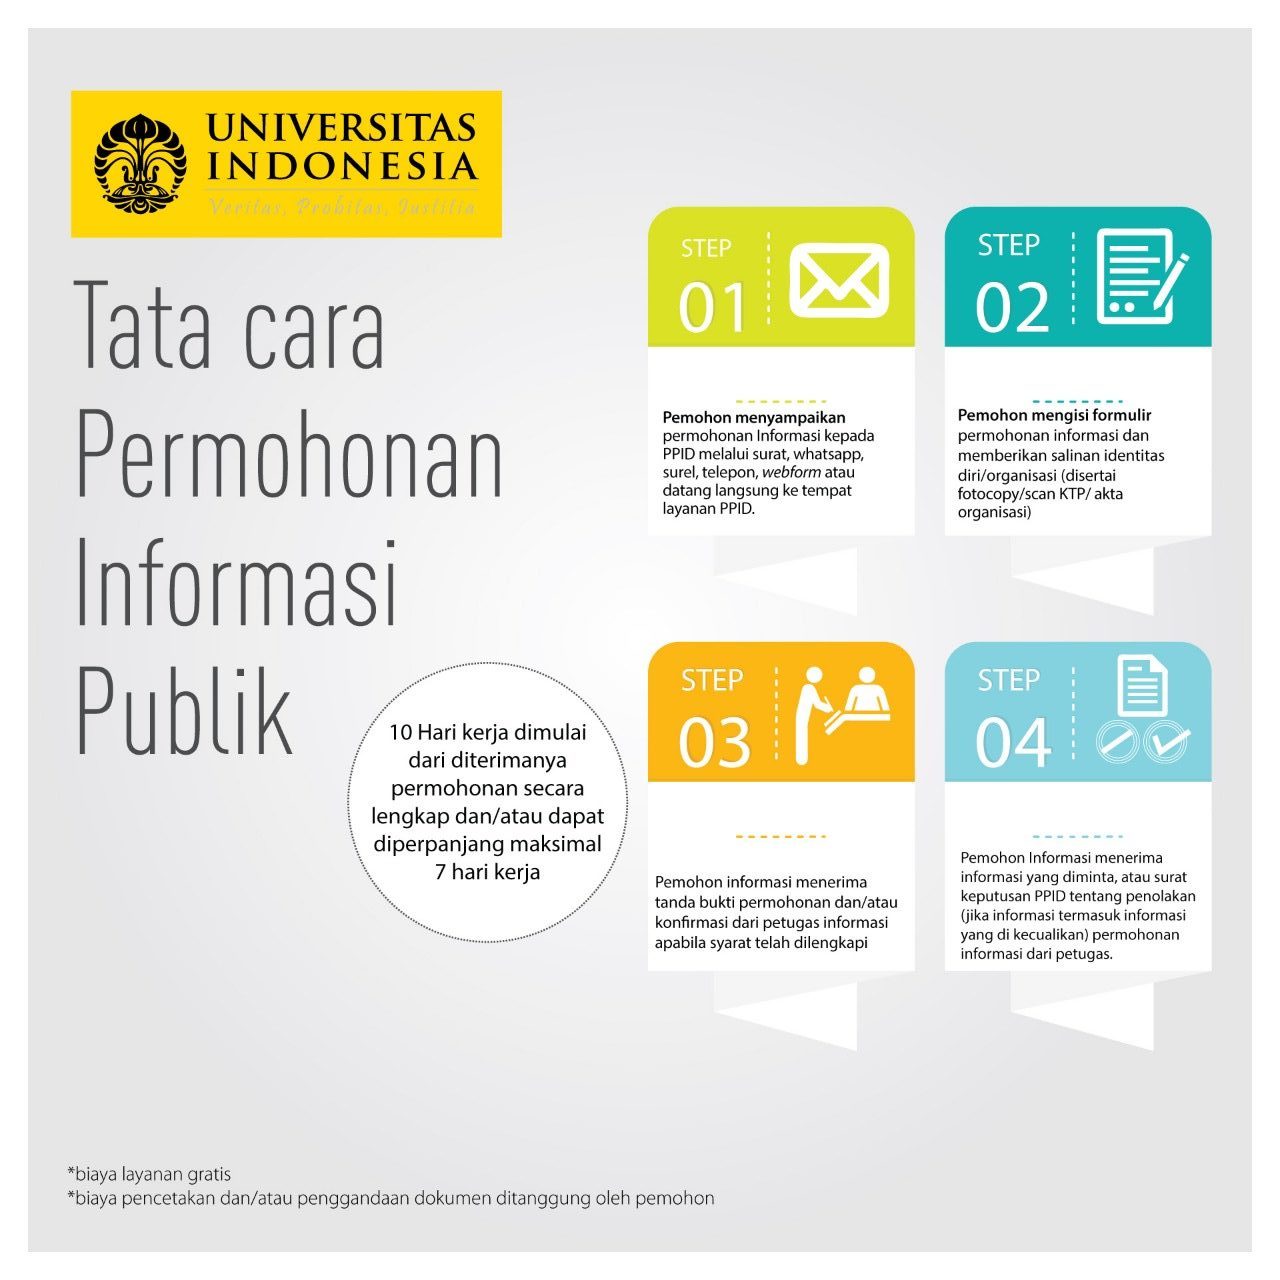 UNIVERSITAS
INDONESIA
Veritas, Probitas, Iustitia
Tata cara
Permohonan
Informasi
Publik
10 Hari kerja dimulai
dari diterimanya
permohonan secara
lengkap dan/atau dapat
diperpanjang maksimal
7 hari kerja
STEP
01
Pemohon menyampaikan
permohonan Informasi kepada
PPID melalui surat, whatsapp,
surel, telepon, webform atau
datang langsung ke tempat
layanan PPID.
STEP
02
Pemohon mengisi formulir
permohonan informasi dan
memberikan salinan identitas
diri/organisasi (disertai
fotocopy/scan KTP/ akta
organisasi)
STEP
03
Pemohon informasi menerima
tanda bukti permohonan dan/atau
konfirmasi dari petugas informasi
apabila syarat telah dilengkapi
STEP
04
Pemohon Informasi menerima
informasi yang diminta, atau surat
keputusan PPID tentang penolakan
(jika informasi termasuk informasi
yang di kecualikan) permohonan
informasi dari petugas.
*biaya layanan gratis
*biaya pencetakan dan/atau penggandaan dokumen ditanggung oleh pemohon